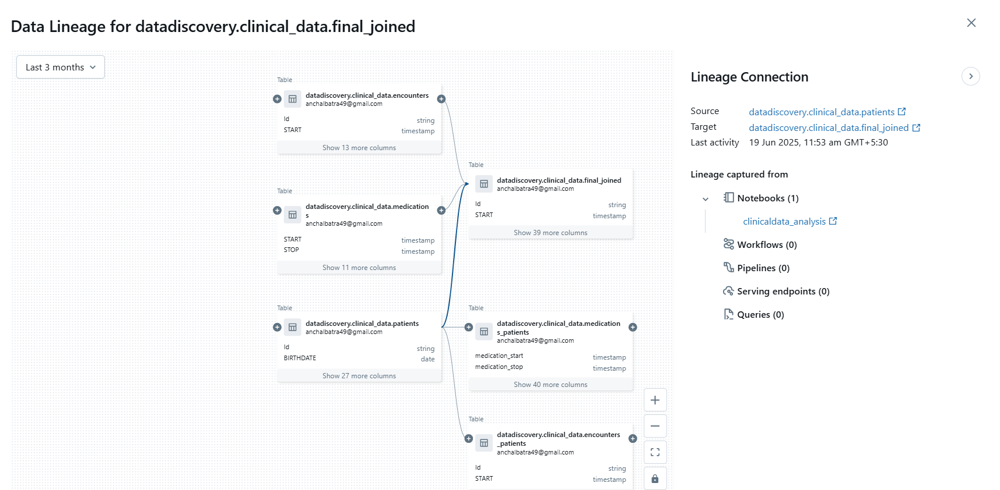 Data Lineage for datadiscovery.clinical_data.final_joined
Last 3 months
Table
datadiscovery.clinical_data.encounters
anchalbatra49@gmail.com
Id string
START timestamp
Show 13 more columns
Table
datadiscovery.clinical_data.medication
s
anchalbatra49@gmail.com
START timestamp
STOP timestamp
Show 11 more columns
Table
datadiscovery.clinical_data.patients
anchalbatra49@gmail.com
Id string
BIRTHDATE date
Show 27 more columns
Table
datadiscovery.clinical_data.final_joined
anchalbatra49@gmail.com
Id string
START timestamp
Show 39 more columns
Table
datadiscovery.clinical_data.medication
s_patients
anchalbatra49@gmail.com
medication_start timestamp
medication_stop timestamp
Show 40 more columns
Table
datadiscovery.clinical_data.encounters
_patients
anchalbatra49@gmail.com
Id string
START timestamp
Lineage Connection
Source datadiscovery.clinical_data.patients
Target datadiscovery.clinical_data.final_joined
Last activity 19 Jun 2025, 11:53 am GMT+5:30
Lineage captured from
Notebooks (1)
clinicaldata_analysis
Workflows (0)
Pipelines (0)
Serving endpoints (0)
Queries (0)